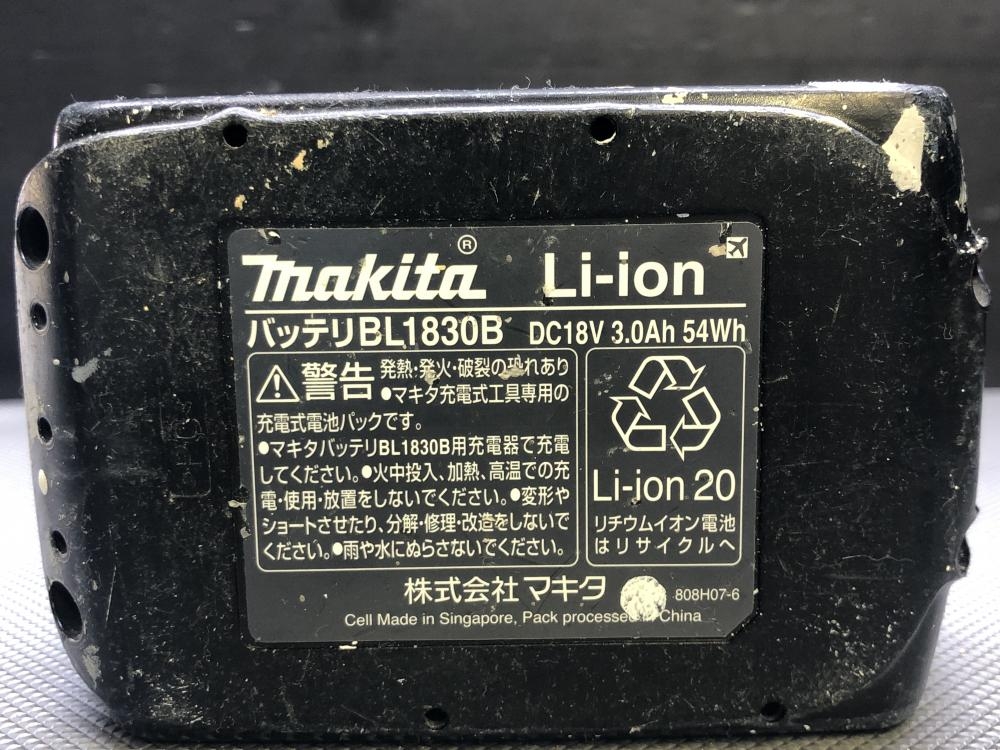 makita® Li-ion
バッテリBL1830B DC18V 3.0Ah 54Wh
警告 発熱・発火・破裂の恐れあり
●マキタ充電式工具専用の
充電式電池パックです。
●マキタバッテリBL1830B用充電器で充電
してください。●火中投入、加熱、高温での充
電・使用・放置をしないでください。●変形や
ショートさせたり、分解・修理・改造をしないで
ください。●雨や水にぬらさないでください。
Li-ion 20
リチウムイオン電池
はリサイクルへ
株式会社 マキタ 808H07-6
Cell Made in Singapore, Pack processed in China